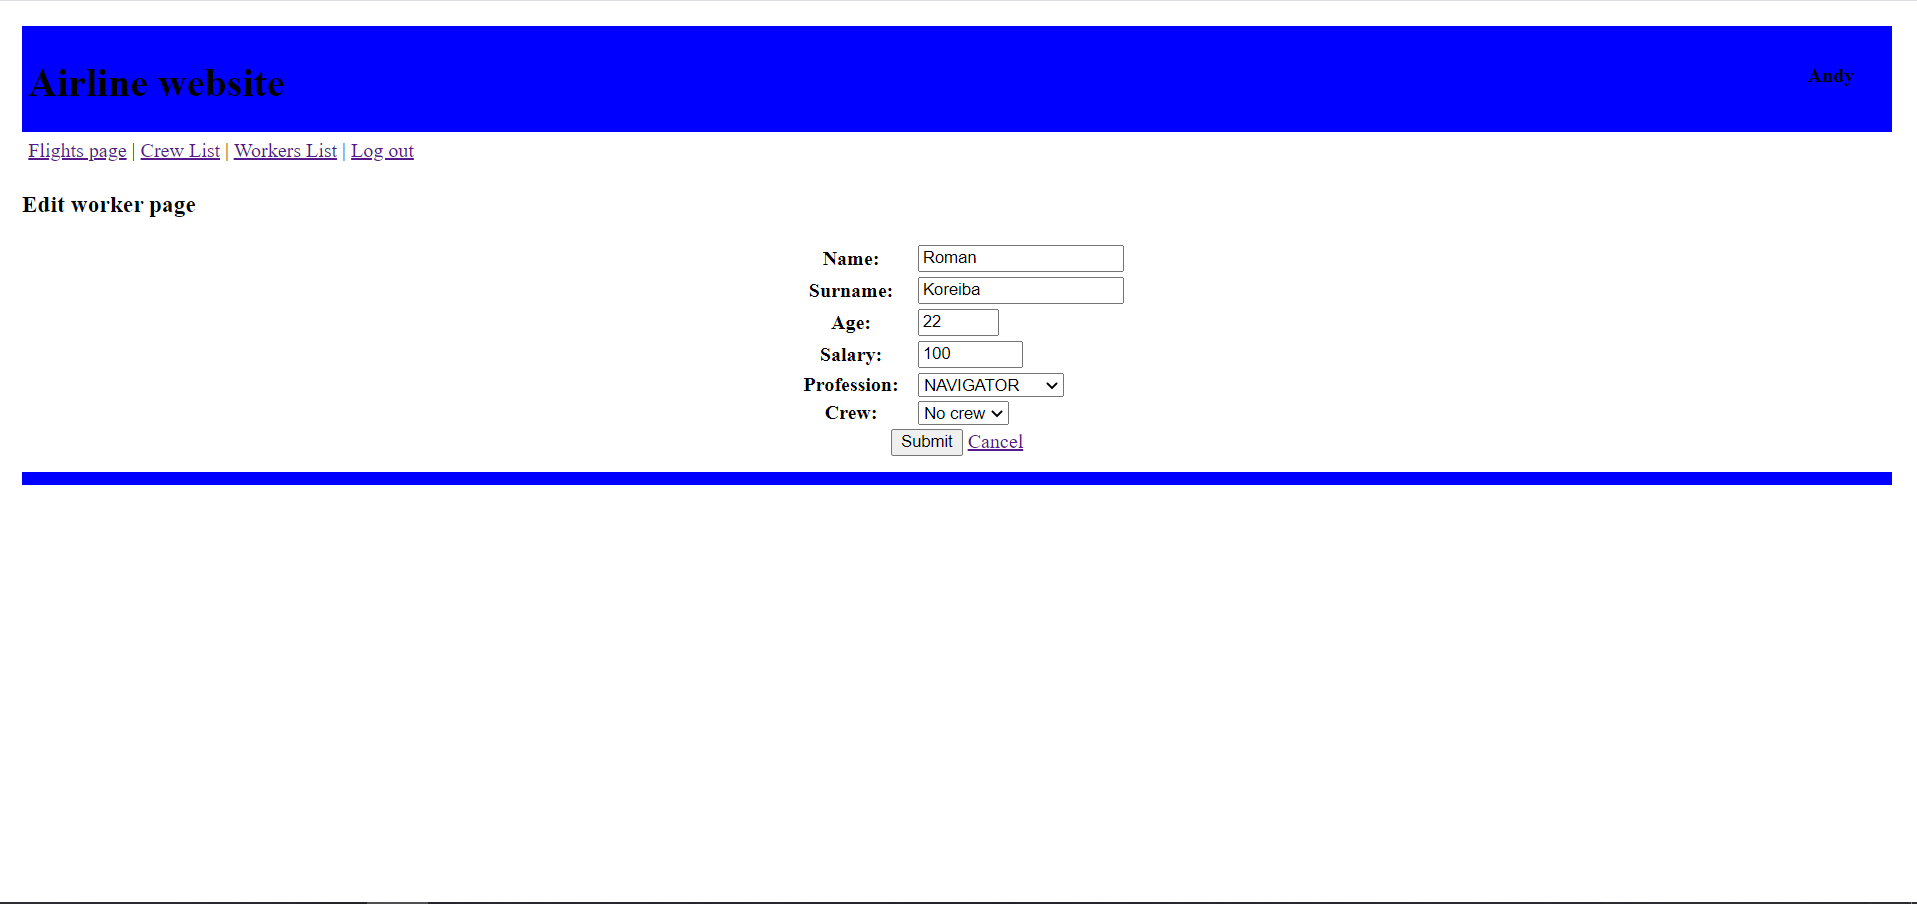 Airline website
Andy
Flights page | Crew List | Workers List | Log out
Edit worker page
Name: Roman
Surname: Koreiba
Age: 22
Salary: 100
Profession: NAVIGATOR
Crew: No crew
Submit Cancel